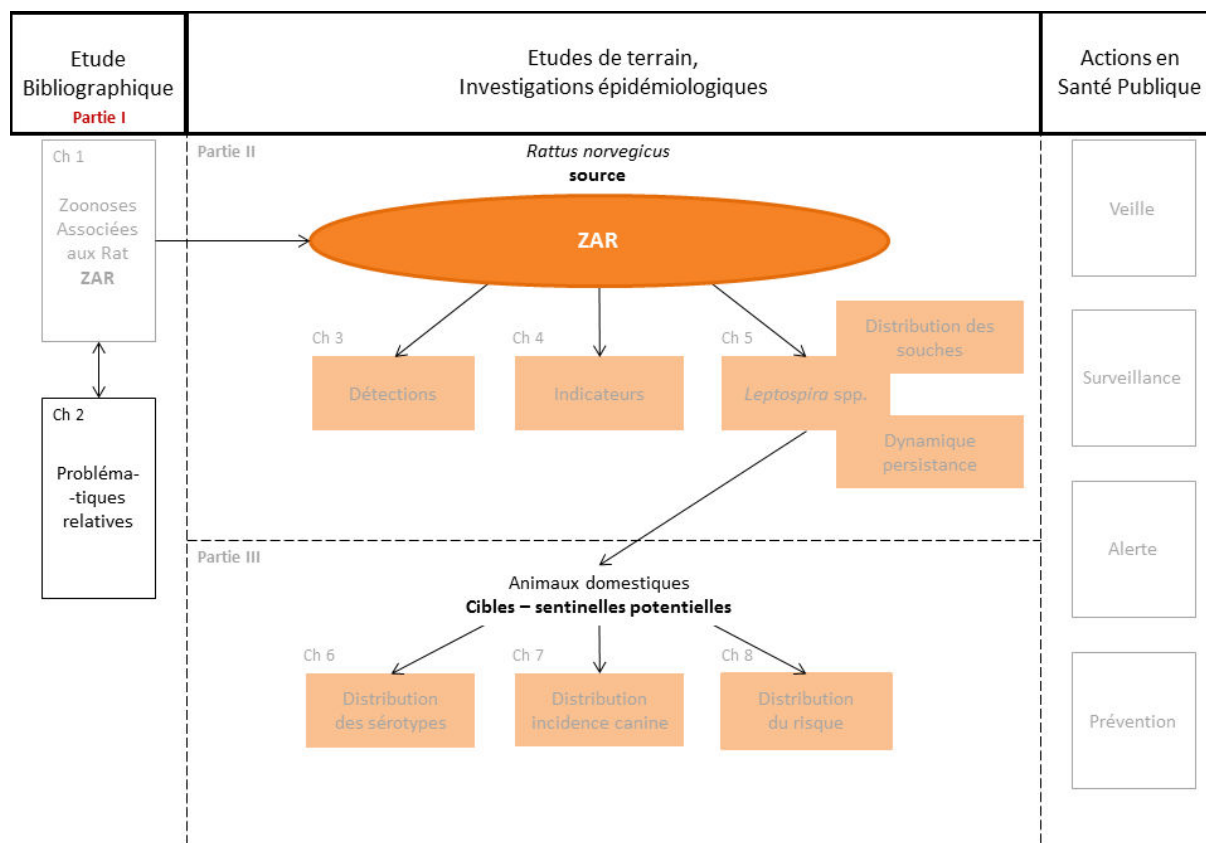 Etude
Bibliographique
Partie I
Etudes de terrain,
Investigations épidémiologiques
Actions en
Santé Publique
Ch 1
Zoonoses
Associées
aux Rat
ZAR
Ch 2
Probléma-
-tiques
relatives
Partie II
Rattus norvegicus
source
ZAR
Ch 3
Détections
Ch 4
Indicateurs
Ch 5
Leptospira spp.
Distribution des
souches
Dynamique
persistance
Partie III
Animaux domestiques
Cibles – sentinelles potentielles
Ch 6
Distribution
des sérotypes
Ch 7
Distribution
incidence canine
Ch 8
Distribution
du risque
Veille
Surveillance
Alerte
Prévention